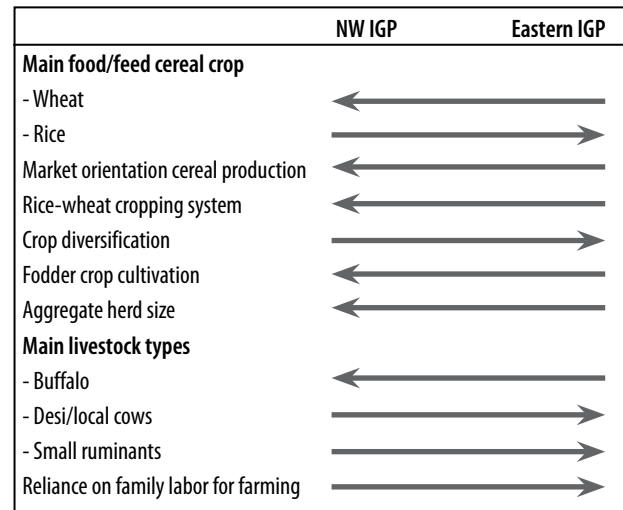 NW IGP Eastern IGP
Main food/feed cereal crop
- Wheat
- Rice
Market orientation cereal production
Rice-wheat cropping system
Crop diversification
Fodder crop cultivation
Aggregate herd size
Main livestock types
- Buffalo
- Desi/local cows
- Small ruminants
Reliance on family labor for farming